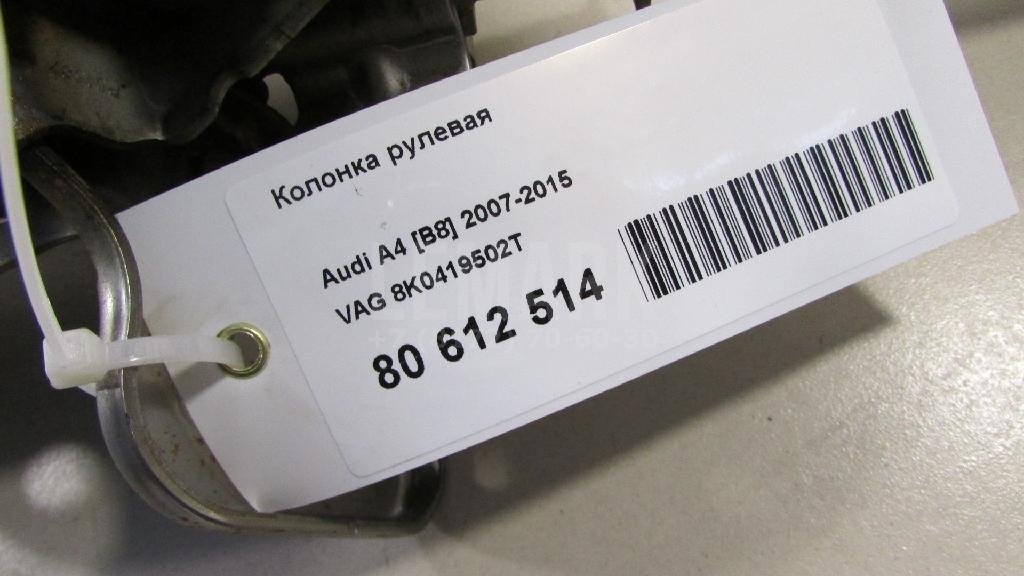 Колонка рулевая
Audi A4 [B8] 2007-2015
VAG 8K0419502T
80 612 514